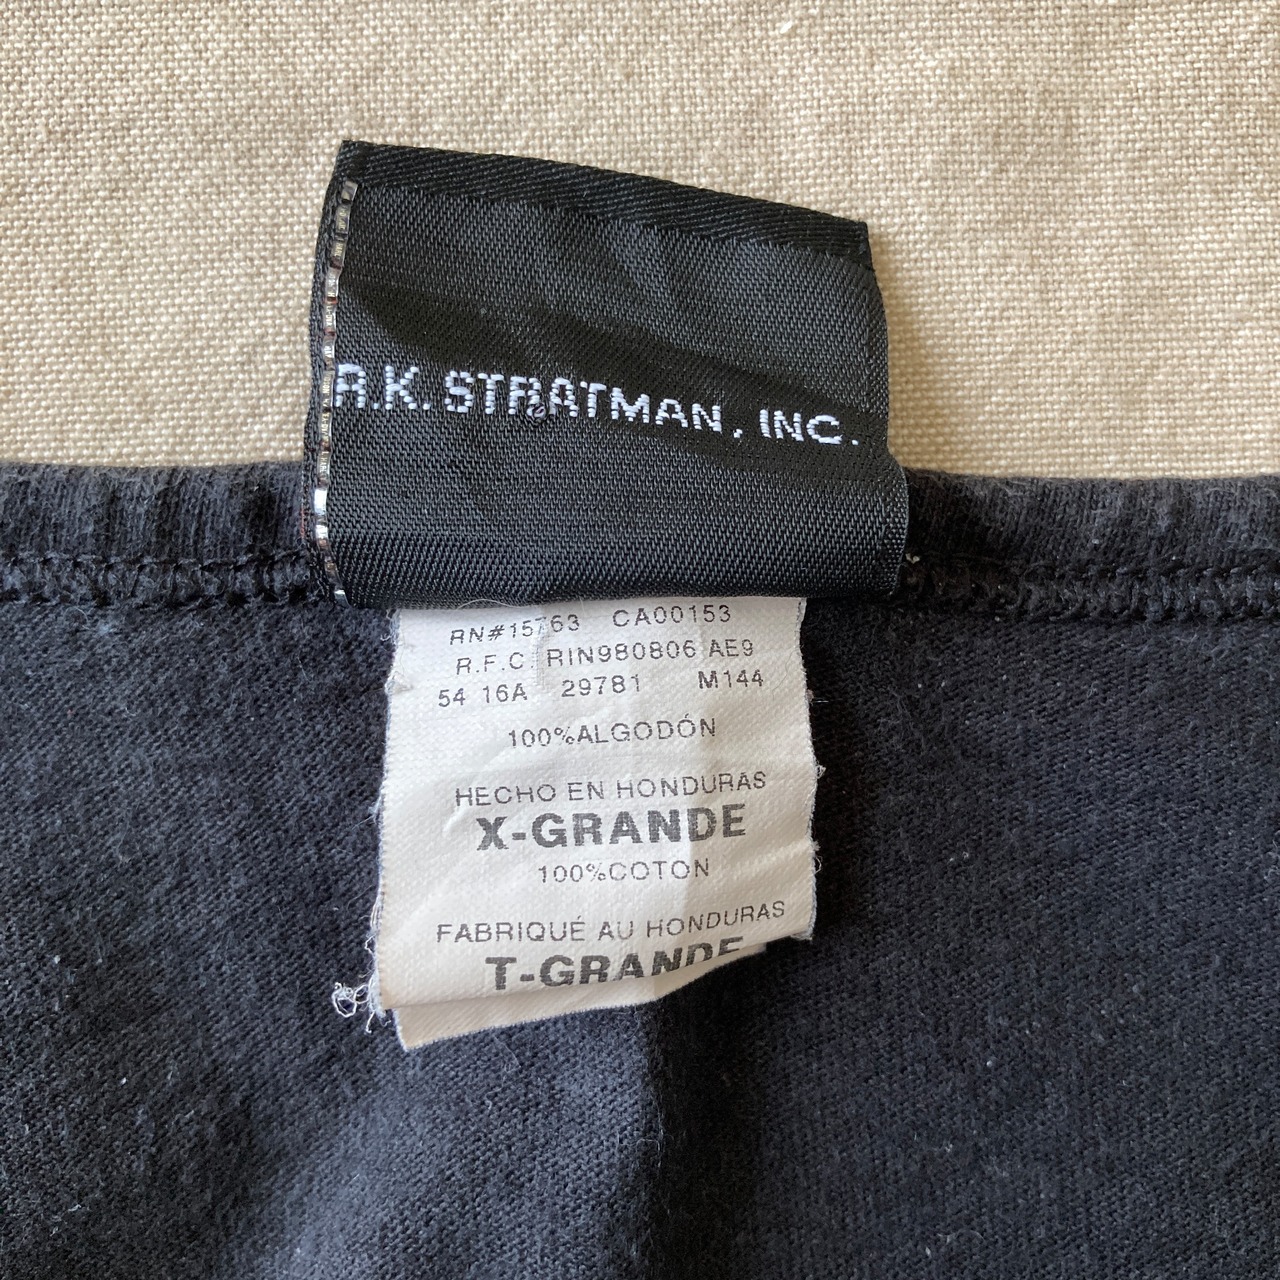 R.K. STRATMAN, INC.
RN#15763 CA00153
R.F.C. RIN980806 AE9
54 16A 29781 M144
100%ALGODÓN
HECHO EN HONDURAS
X-GRANDE
100%COTON
FABRIQUÉ AU HONDURAS
T-GRANDE